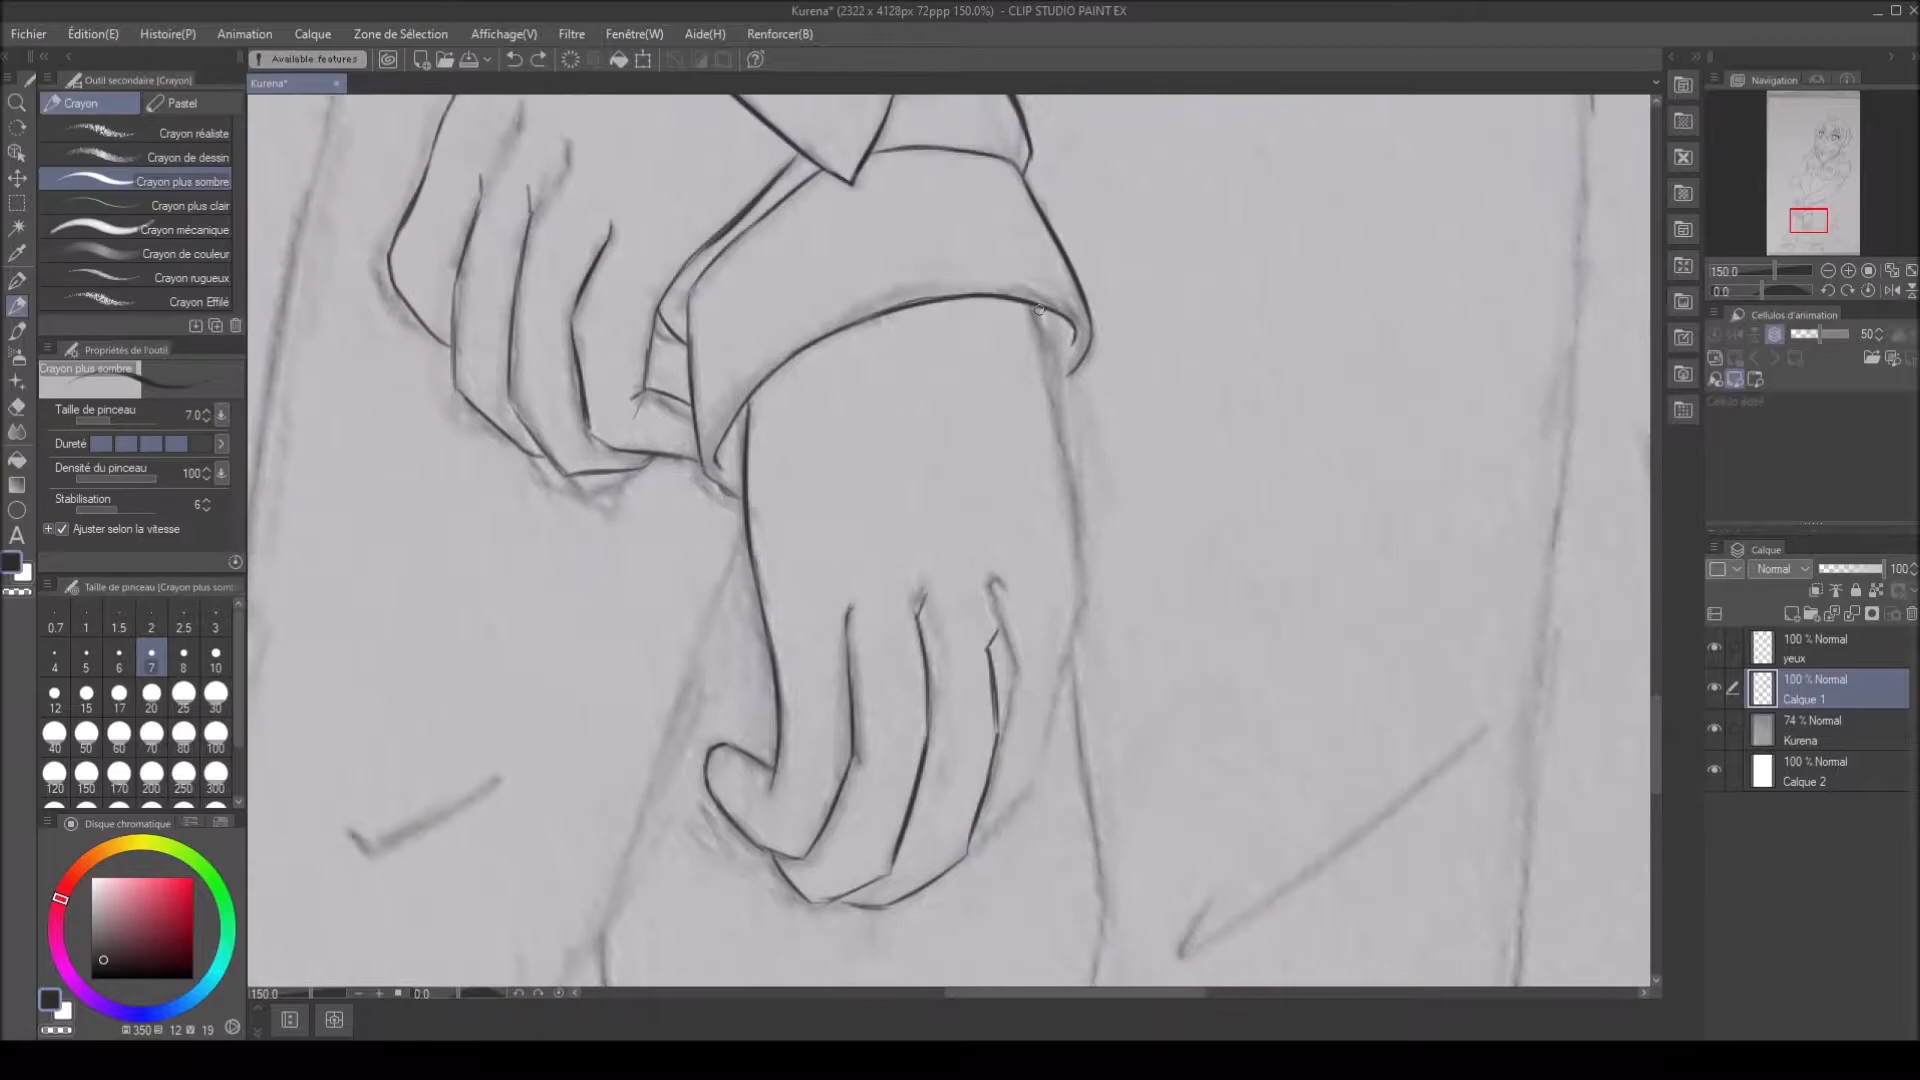 Kurena* (2322 x 4128px 72ppp 150.0%) - CLIP STUDIO PAINT EX
Fichier Édition(E) Histoire(P) Animation Calque Zone de Sélection Affichage(V) Filtre Fenêtre(W) Aide(H) Renforcer(B)
Available features
Outil secondaire [Crayon]
Kurena*
Navigation
Crayon Pastel
Crayon réaliste
Crayon de dessin
Crayon plus sombre
Crayon plus clair
Crayon mécanique
Crayon de couleur
Crayon rugueux
Crayon Effilé
150.0
0.0
Cellulos d'animation
50
Propriétés de l'outil
Crayon plus sombre
Taille de pinceau 7.0
Dureté
Densité du pinceau 100
Stabilisation 6
Ajuster selon la vitesse
A
Calque
Normal 100
Taille de pinceau [Crayon plus somb
0.7 1 1.5 2 2.5 3
4 5 6 7 8 10
12 15 17 20 25 30
40 50 60 70 80 100
120 150 170 200 250 300
100 % Normal
yeux
100 % Normal
Calque 1
74 % Normal
Kurena
100 % Normal
Calque 2
Disque chromatique
150.0 0.0
350 12 19